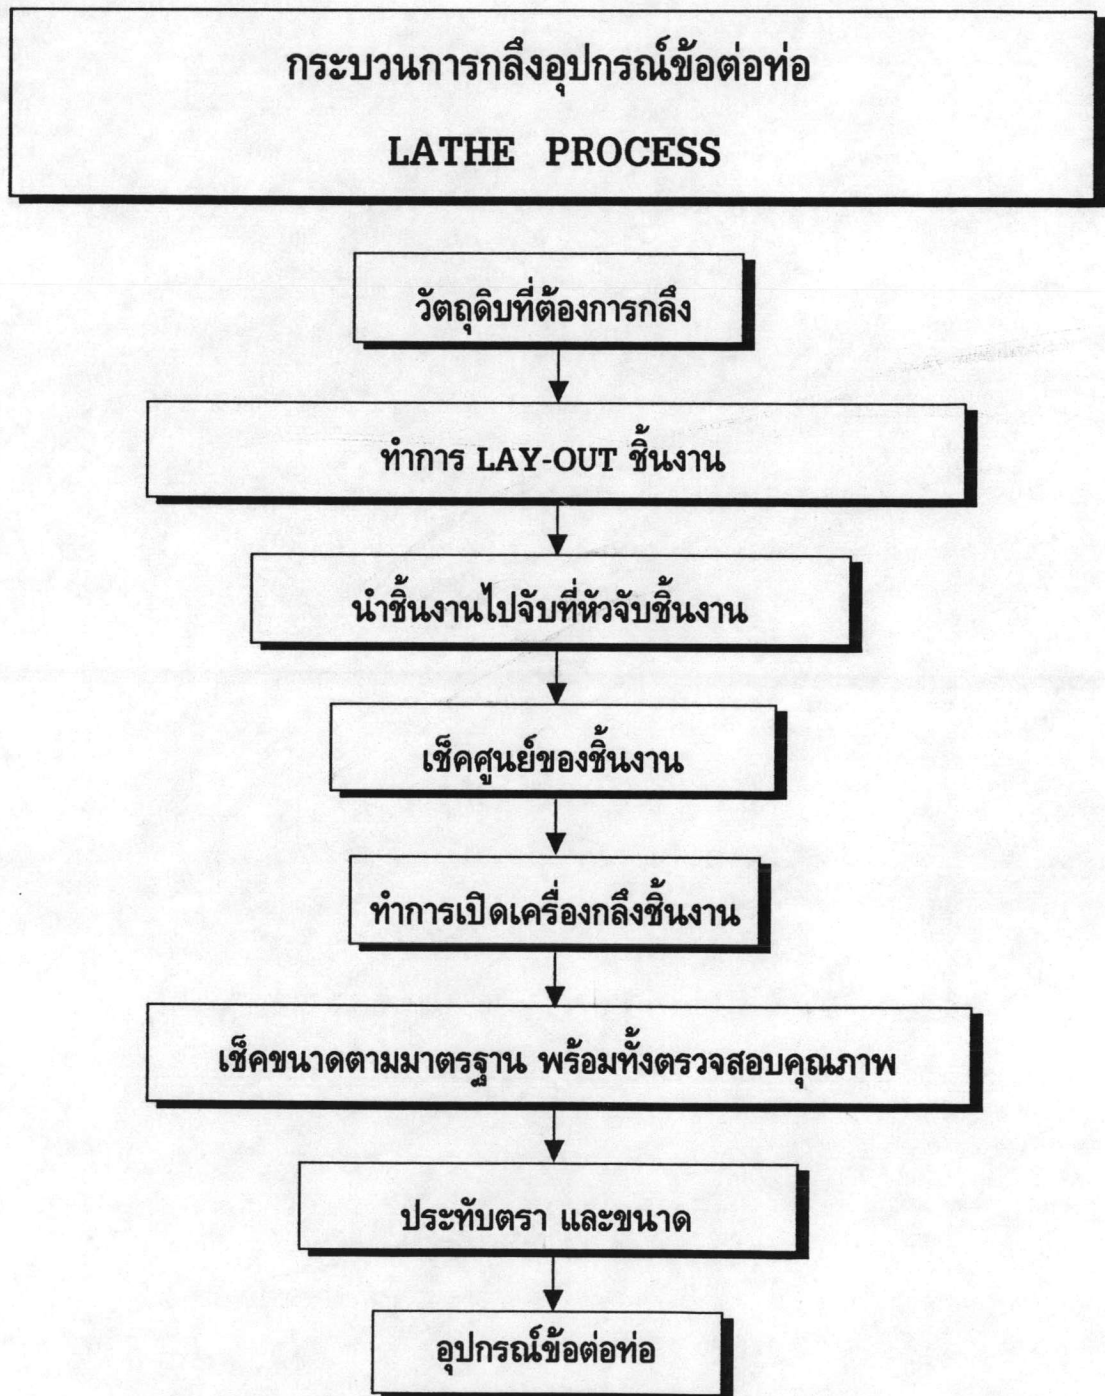 กระบวนการกลึงอุปกรณ์ข้อต่อท่อ
LATHE PROCESS
วัตถุดิบที่ต้องการกลึง
ทำการ LAY-OUT ชิ้นงาน
นำชิ้นงานไปจับที่หัวจับชิ้นงาน
เช็คศูนย์ของชิ้นงาน
ทำการเปิดเครื่องกลึงชิ้นงาน
เช็คขนาดตามมาตรฐาน พร้อมทั้งตรวจสอบคุณภาพ
ประทับตรา และขนาด
อุปกรณ์ข้อต่อท่อ